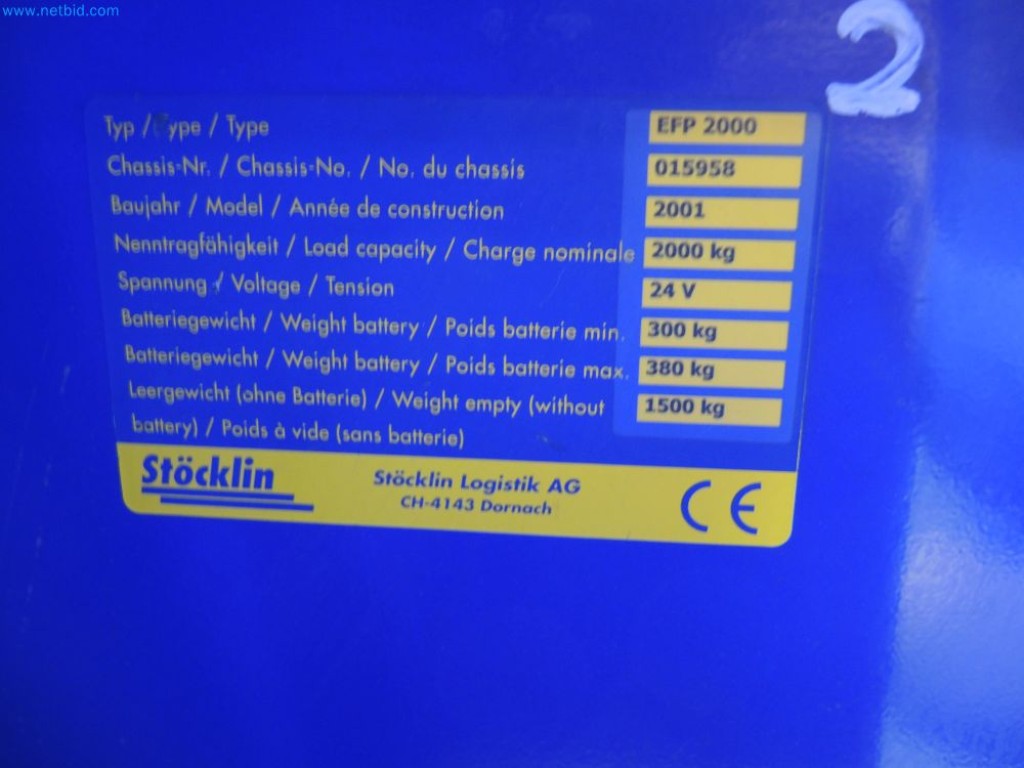 www.netbid.com
2
Typ / Type / Type EFP 2000
Chassis-Nr. / Chassis-No. / No. du chassis 015958
Baujahr / Model / Année de construction 2001
Nenntragfähigkeit / Load capacity / Charge nominale 2000 kg
Spannung / Voltage / Tension 24 V
Batteriegewicht / Weight battery / Poids batterie min. 300 kg
Batteriegewicht / Weight battery / Poids batterie max. 380 kg
Leergewicht (ohne Batterie) / Weight empty (without 1500 kg
battery) / Poids à vide (sans batterie)
Stöcklin
Stöcklin Logistik AG
CH-4143 Dornach
CE